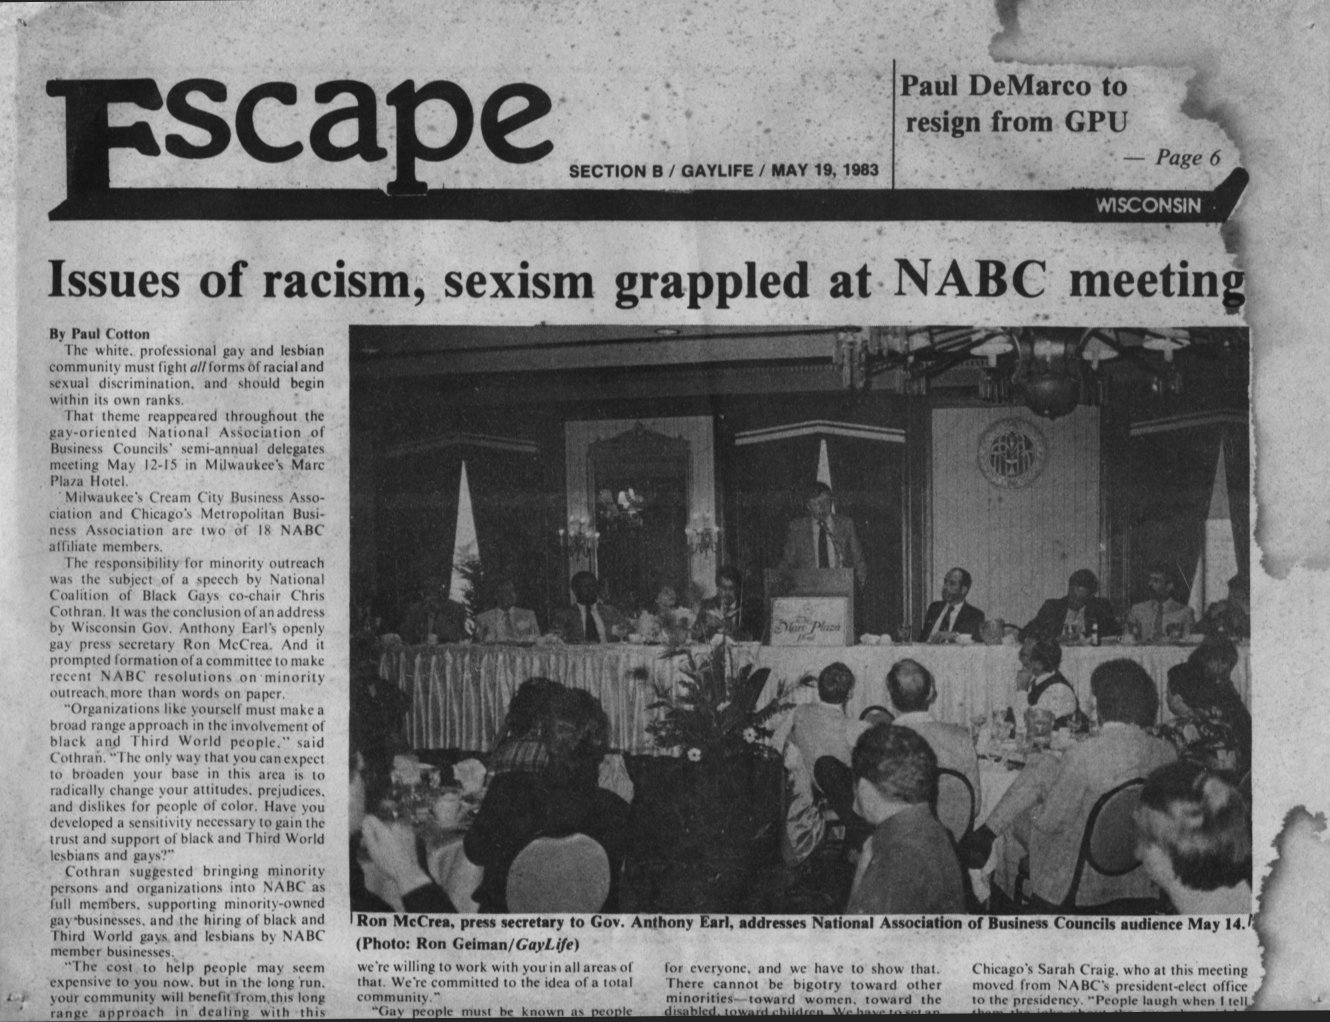 Escape
SECTION B / GAYLIFE / MAY 19, 1983
Paul DeMarco to
resign from GPU
— Page 6
WISCONSIN
Issues of racism, sexism grappled at NABC meeting
By Paul Cotton
The white, professional gay and lesbian
community must fight all forms of racial and
sexual discrimination, and should begin
within its own ranks.
That theme reappeared throughout the
gay-oriented National Association of
Business Councils' semi-annual delegates
meeting May 12-15 in Milwaukee's Marc
Plaza Hotel.
Milwaukee's Cream City Business Asso-
ciation and Chicago's Metropolitan Busi-
ness Association are two of 18 NABC
affiliate members.
The responsibility for minority outreach
was the subject of a speech by National
Coalition of Black Gays co-chair Chris
Cothran. It was the conclusion of an address
by Wisconsin Gov. Anthony Earl's openly
gay press secretary Ron McCrea. And it
prompted formation of a committee to make
recent NABC resolutions on minority
outreach more than words on paper.
"Organizations like yourself must make a
broad range approach in the involvement of
black and Third World people," said
Cothran. "The only way that you can expect
to broaden your base in this area is to
radically change your attitudes, prejudices,
and dislikes for people of color. Have you
developed a sensitivity necessary to gain the
trust and support of black and Third World
lesbians and gays?"
Cothran suggested bringing minority
persons and organizations into NABC as
full members, supporting minority-owned
gay businesses, and the hiring of black and
Third World gays and lesbians by NABC
member businesses.
"The cost to help people may seem
expensive to you now, but in the long run,
your community will benefit from this long
range approach in dealing with this
The
Marc Plaza
Hotel
Ron McCrea, press secretary to Gov. Anthony Earl, addresses National Association of Business Councils audience May 14.
(Photo: Ron Geiman/GayLife)
we're willing to work with you in all areas of
that. We're committed to the idea of a total
community."
"Gay people must be known as people
for everyone, and we have to show that.
There cannot be bigotry toward other
minorities—toward women, toward the
disabled, toward children. We have to set an
Chicago's Sarah Craig, who at this meeting
moved from NABC's president-elect office
to the presidency. "People laugh when I tell